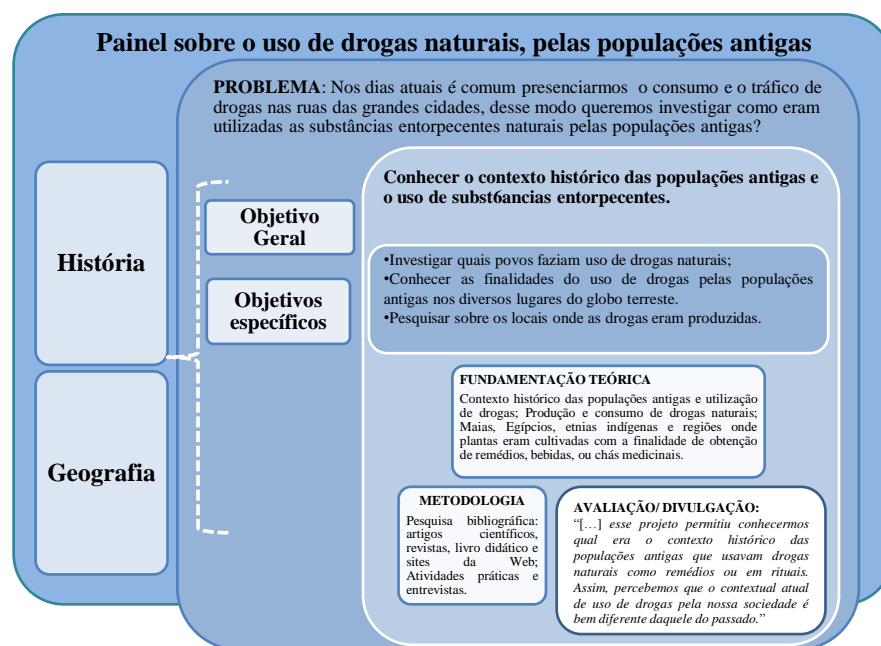 Painel sobre o uso de drogas naturais, pelas populações antigas
PROBLEMA: Nos dias atuais é comum presenciarmos o consumo e o tráfico de
drogas nas ruas das grandes cidades, desse modo queremos investigar como eram
utilizadas as substâncias entorpecentes naturais pelas populações antigas?
História
Geografia
Objetivo
Geral
Conhecer o contexto histórico das populações antigas e
o uso de subst6ancias entorpecentes.
Objetivos
específicos
•Investigar quais povos faziam uso de drogas naturais;
•Conhecer as finalidades do uso de drogas pelas populações
antigas nos diversos lugares do globo terreste.
•Pesquisar sobre os locais onde as drogas eram produzidas.
FUNDAMENTAÇÃO TEÓRICA
Contexto histórico das populações antigas e utilização
de drogas; Produção e consumo de drogas naturais;
Maias, Egípcios, etnias indígenas e regiões onde
plantas eram cultivadas com a finalidade de obtenção
de remédios, bebidas, ou chás medicinais.
METODOLOGIA
Pesquisa bibliográfica:
artigos científicos,
revistas, livro didático e
sites da Web;
Atividades práticas e
entrevistas.
AVALIAÇÃO/ DIVULGAÇÃO:
“[…] esse projeto permitiu conhecermos
qual era o contexto histórico das
populações antigas que usavam drogas
naturais como remédios ou em rituais.
Assim, percebemos que o contextual atual
de uso de drogas pela nossa sociedade é
bem diferente daquele do passado.”